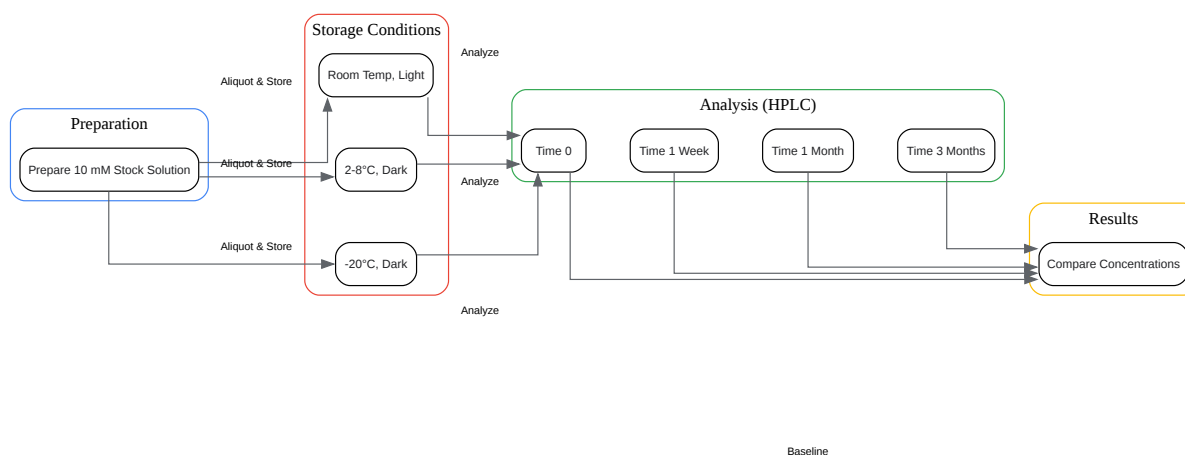 Storage Conditions
Analyze
Room Temp, Light
Aliquot & Store
Analysis (HPLC)
Preparation
Time 0
Time 1 Week
Time 1 Month
Time 3 Months
Aliquot & Store
Prepare 10 mM Stock Solution
2-8°C, Dark
Analyze
Results
Aliquot & Store
-20°C, Dark
Compare Concentrations
Analyze
Baseline